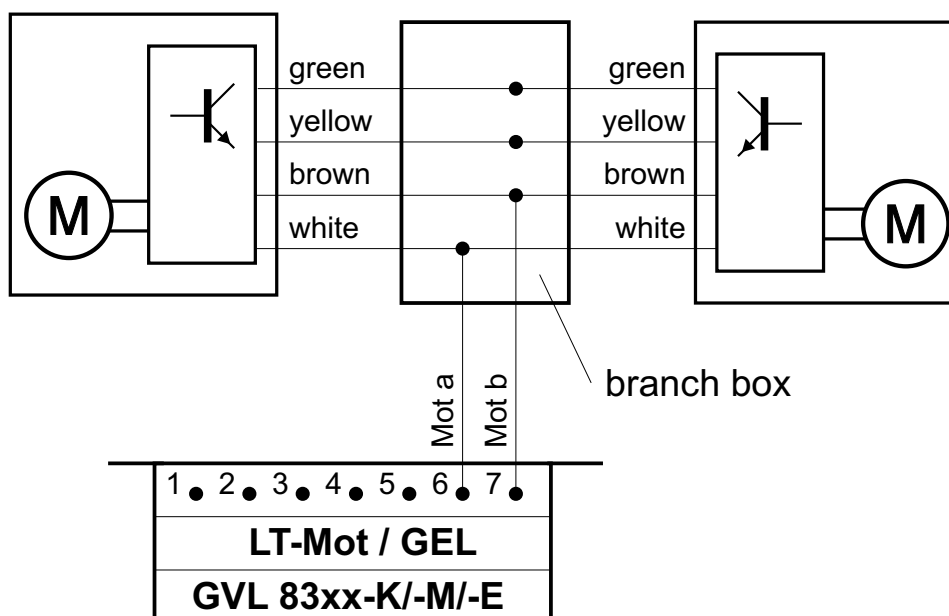 green
green
yellow
yellow
brown
brown
M
M
white
white
branch box
Mot a
Mot b
1 2 3 4 5 6 7
LT-Mot / GEL
GVL 83xx-K/-M/-E